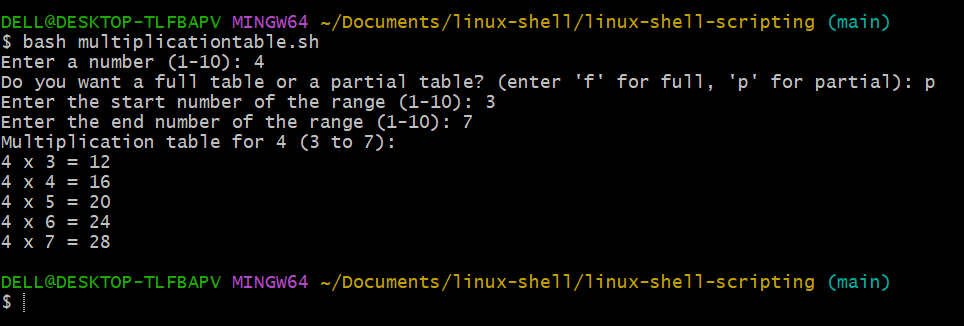 DELL@DESKTOP-TLFBAPV MINGW64 ~/Documents/linux-shell/linux-shell-scripting (main)
$ bash multiplicationtable.sh
Enter a number (1-10): 4
Do you want a full table or a partial table? (enter 'f' for full, 'p' for partial): p
Enter the start number of the range (1-10): 3
Enter the end number of the range (1-10): 7
Multiplication table for 4 (3 to 7):
4 x 3 = 12
4 x 4 = 16
4 x 5 = 20
4 x 6 = 24
4 x 7 = 28
DELL@DESKTOP-TLFBAPV MINGW64 ~/Documents/linux-shell/linux-shell-scripting (main)
$